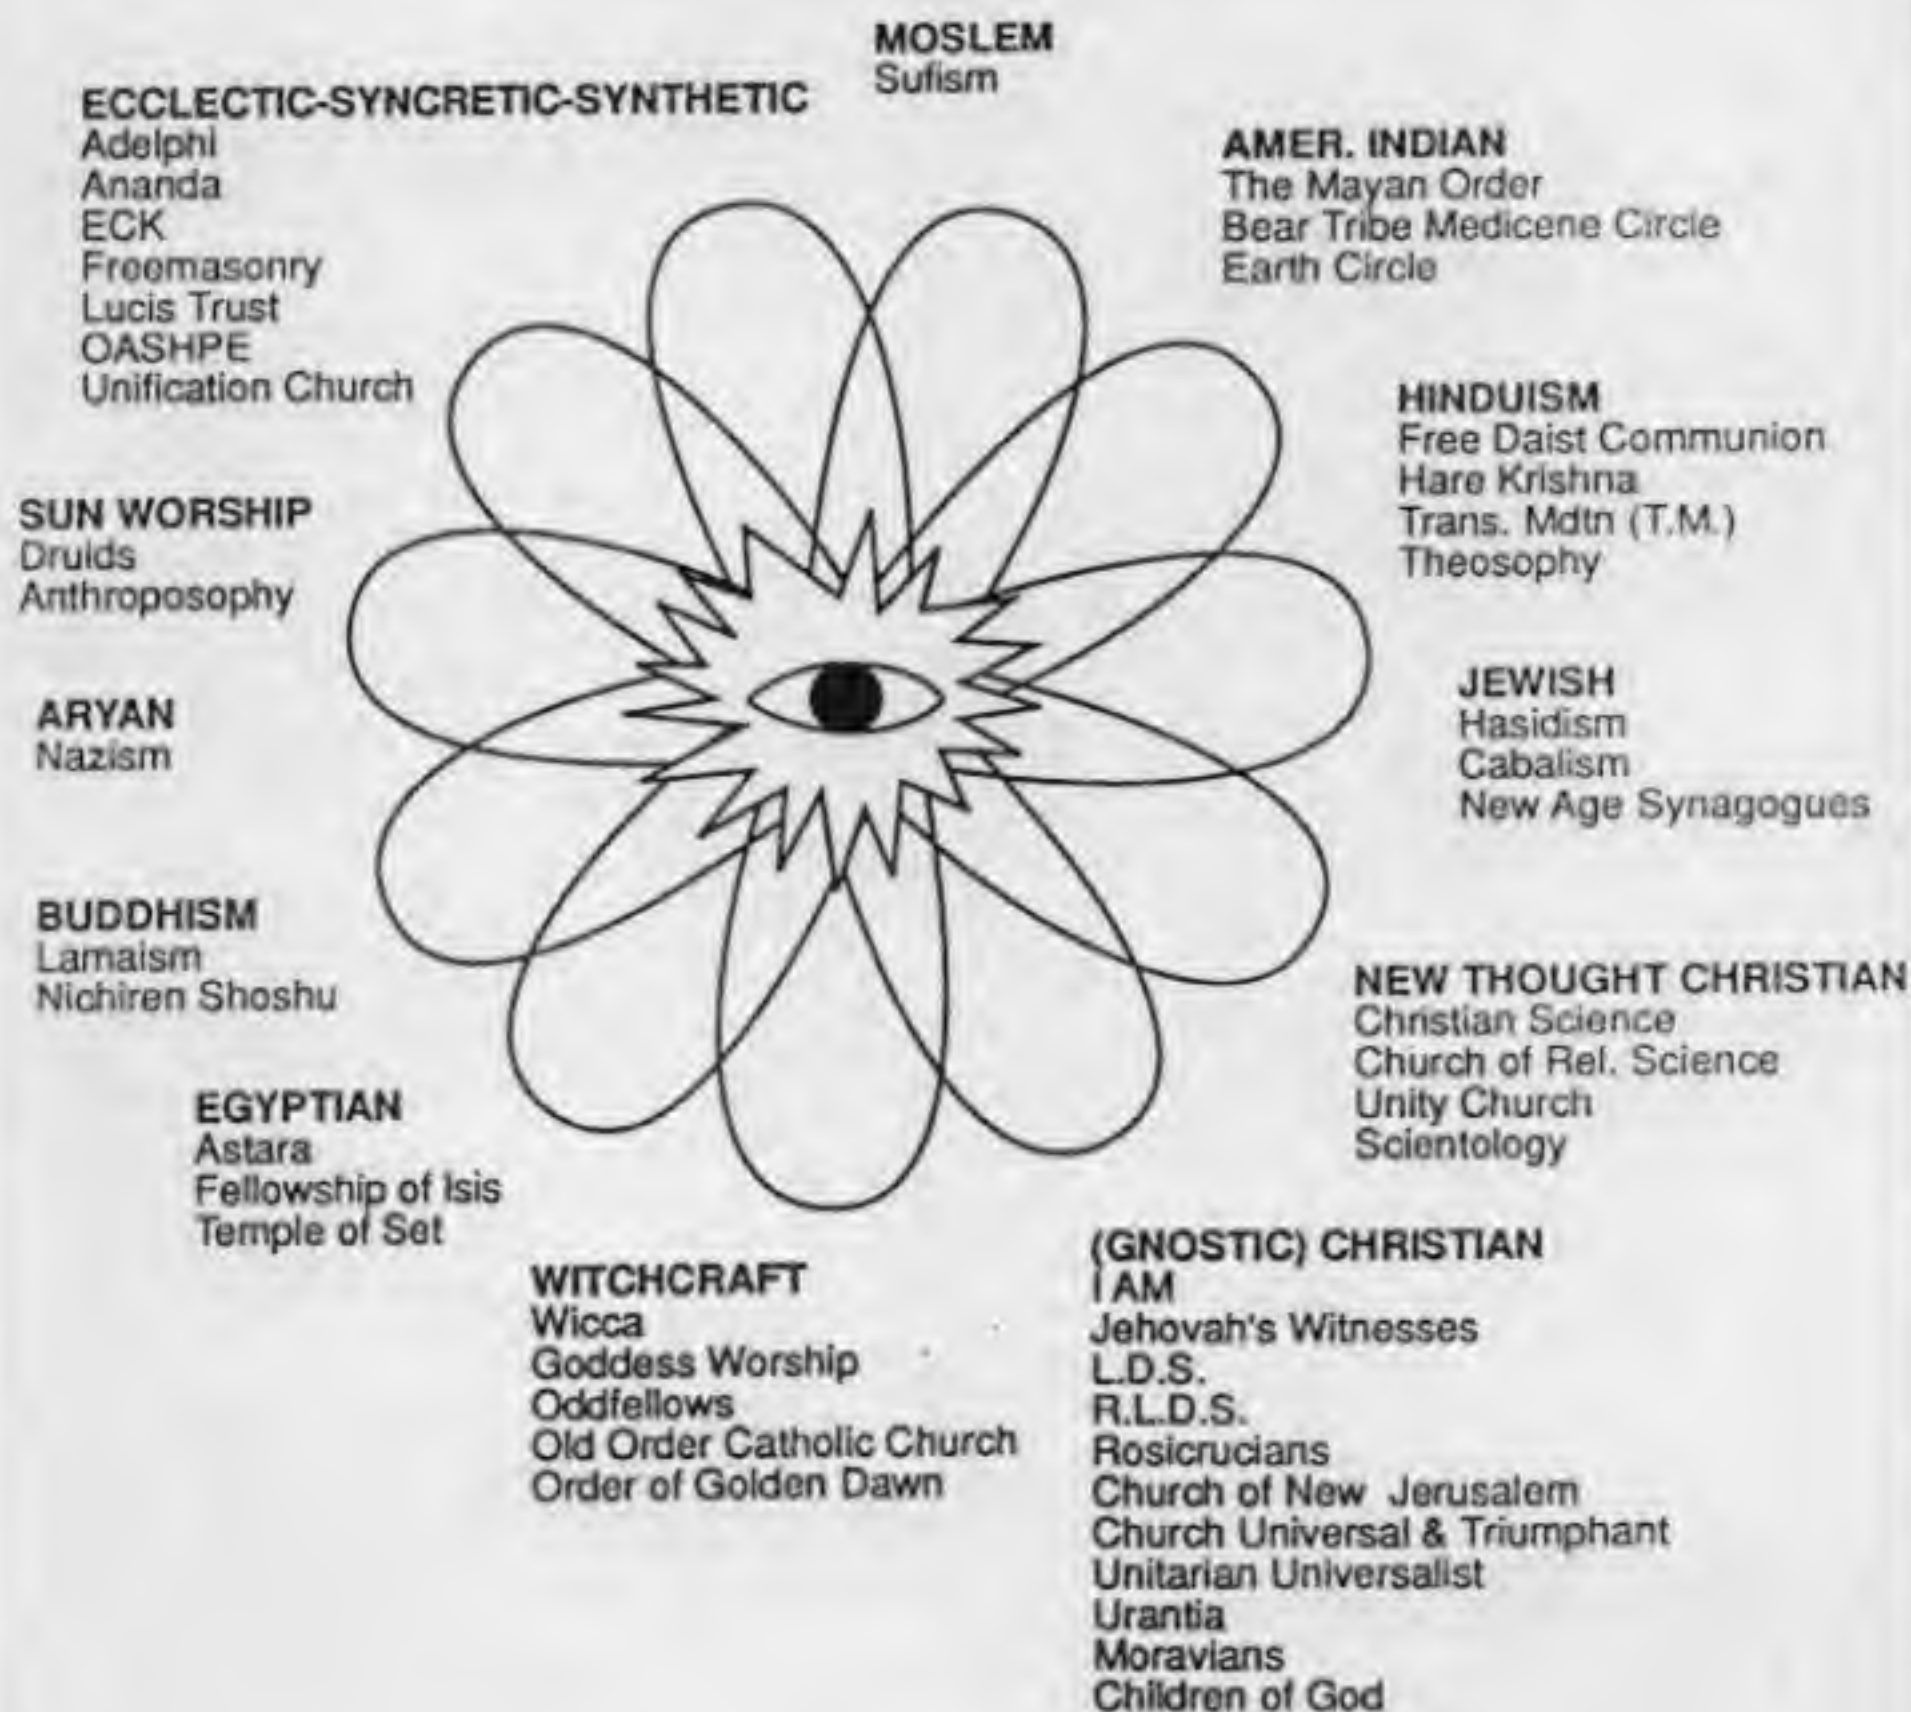 MOSLEM
Sufism
ECCLECTIC-SYNCRETIC-SYNTHETIC
Adelphi
Ananda
ECK
Freemasonry
Lucis Trust
OASHPE
Unification Church
AMER. INDIAN
The Mayan Order
Bear Tribe Medicene Circle
Earth Circle
HINDUISM
Free Daist Communion
Hare Krishna
Trans. Mdtn (T.M.)
Theosophy
SUN WORSHIP
Druids
Anthroposophy
JEWISH
Hasidism
Cabalism
New Age Synagogues
ARYAN
Nazism
BUDDHISM
Lamaism
Nichiren Shoshu
NEW THOUGHT CHRISTIAN
Christian Science
Church of Rel. Science
Unity Church
Scientology
EGYPTIAN
Astara
Fellowship of Isis
Temple of Set
WITCHCRAFT
Wicca
Goddess Worship
Oddfellows
Old Order Catholic Church
Order of Golden Dawn
(GNOSTIC) CHRISTIAN
I AM
Jehovah's Witnesses
L.D.S.
R.L.D.S.
Rosicrucians
Church of New Jerusalem
Church Universal & Triumphant
Unitarian Universalist
Urantia
Moravians
Children of God